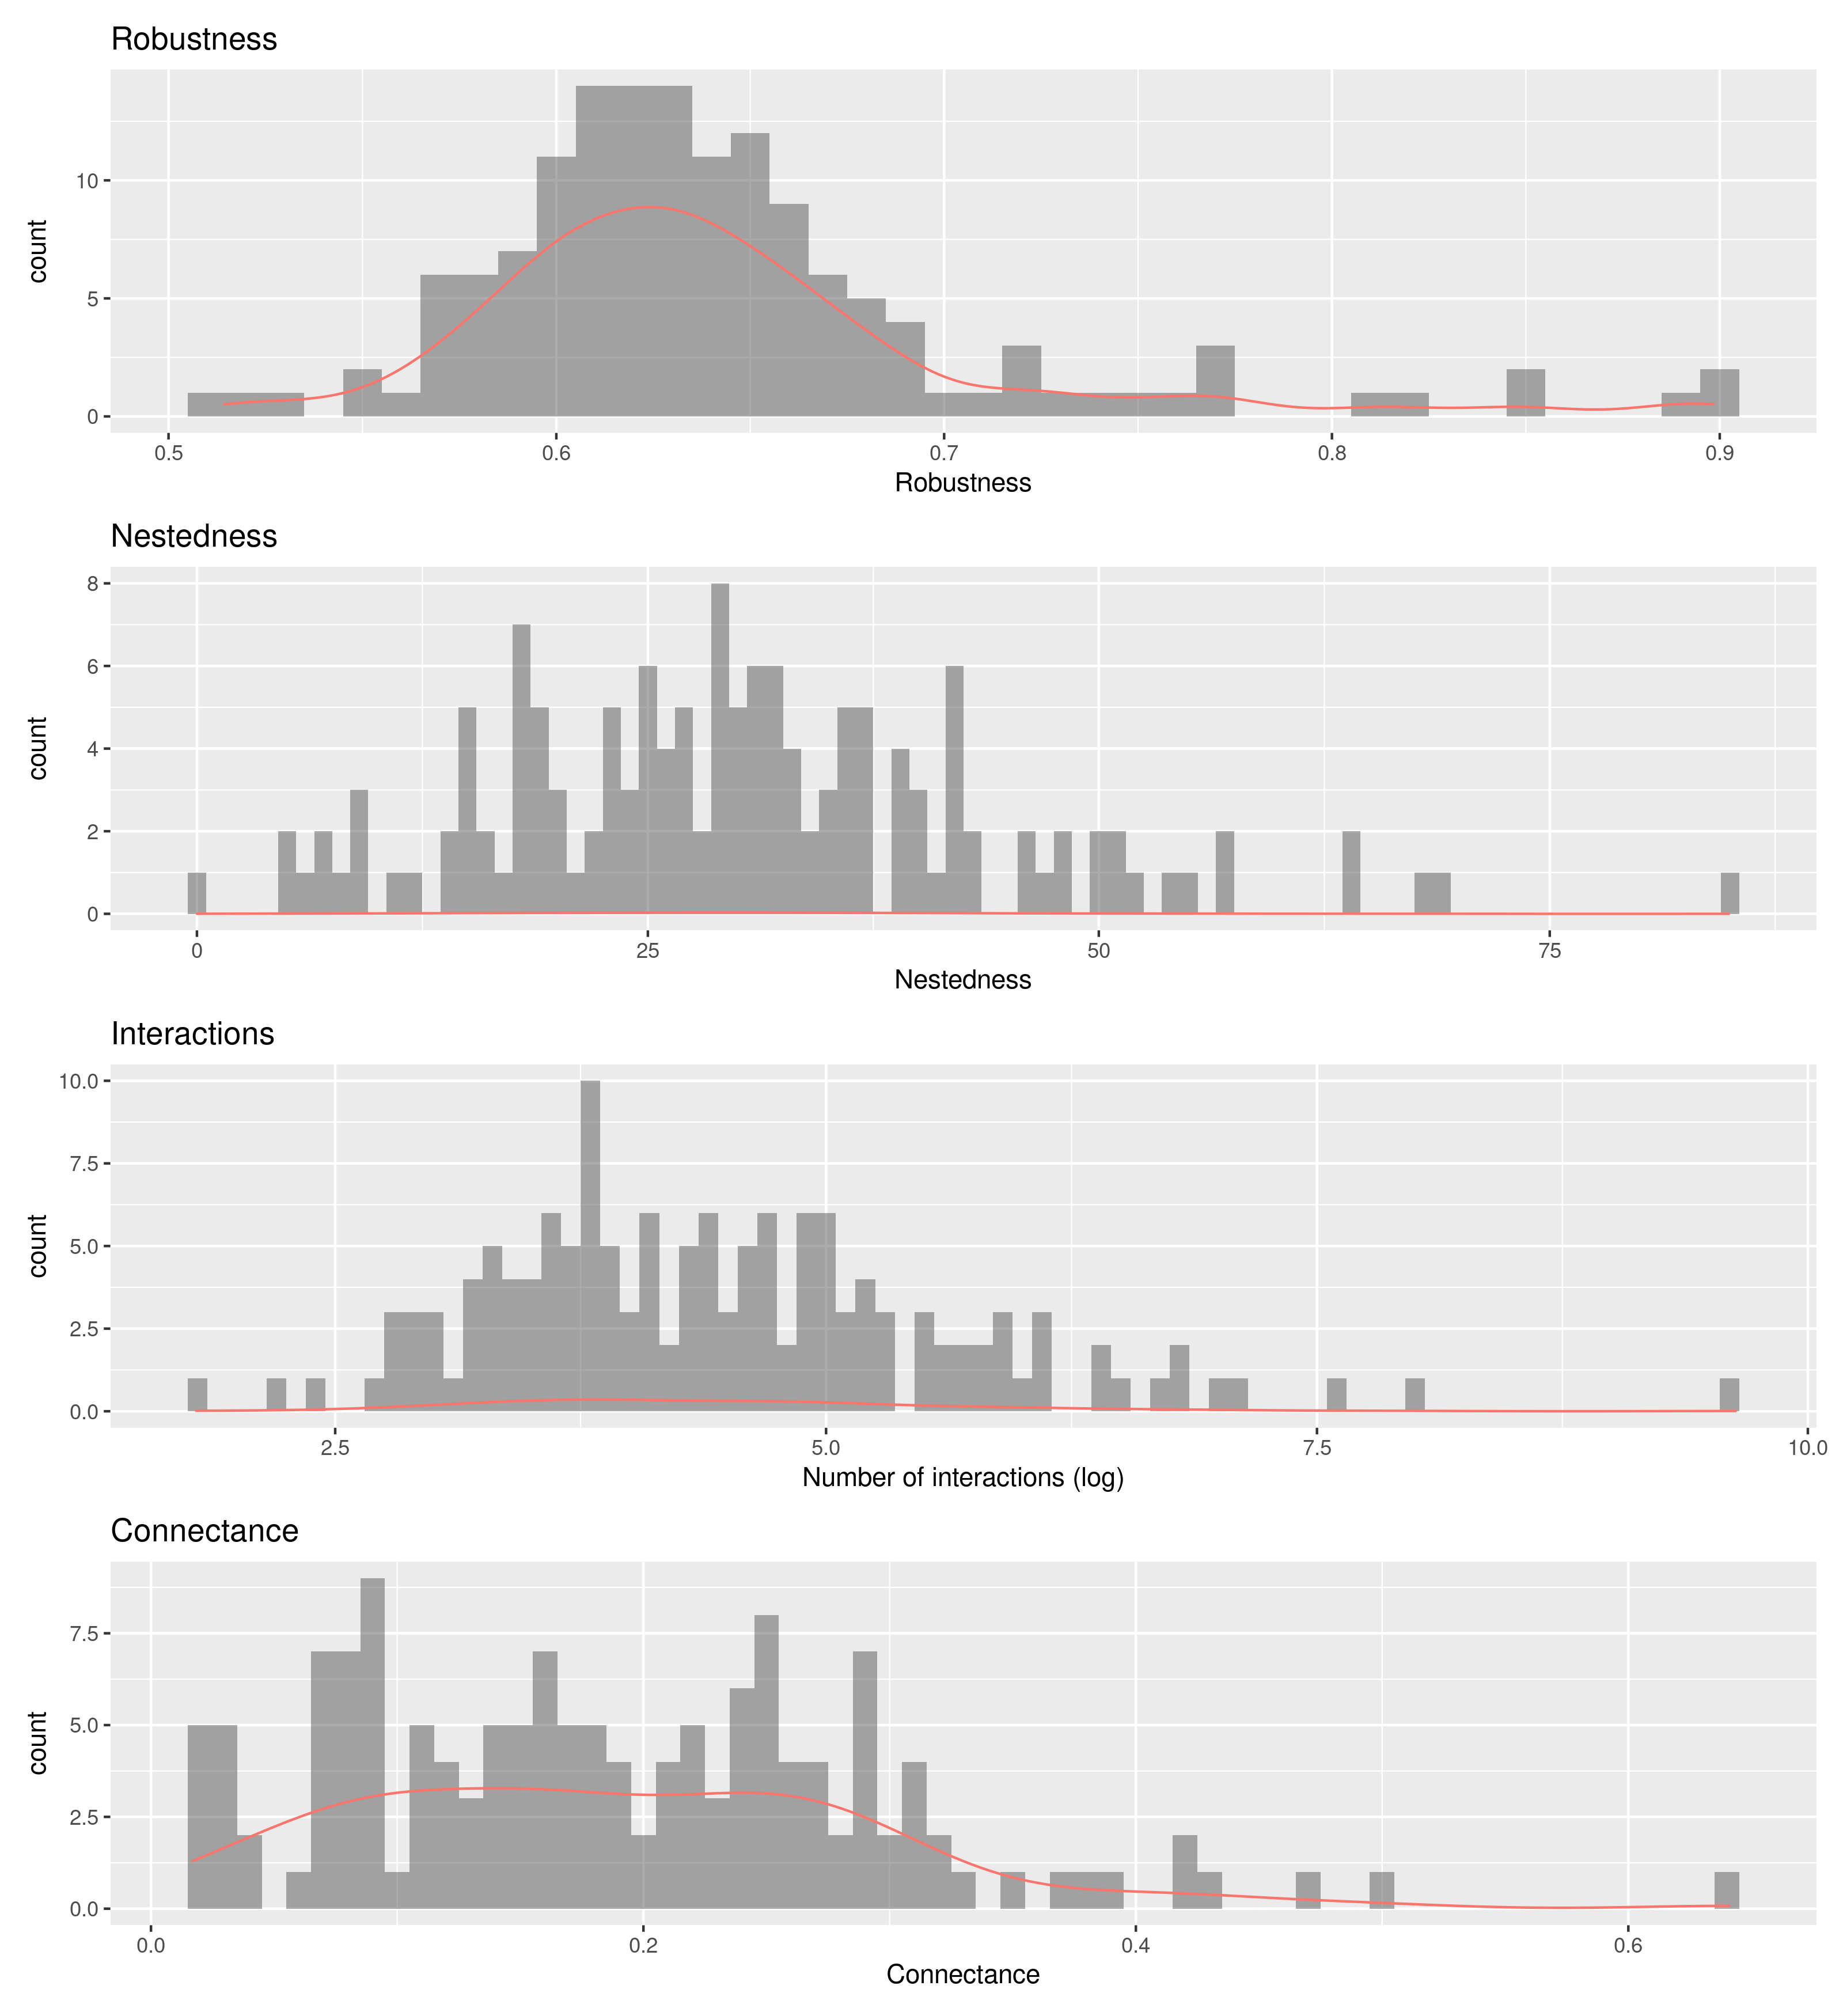 Robustness
count
10
5
0
0.5 0.6 0.7 0.8 0.9
Robustness
Nestedness
count
8
6
4
2
0
0 25 50 75
Nestedness
Interactions
count
10.0
7.5
5.0
2.5
0.0
2.5 5.0 7.5 10.0
Number of interactions (log)
Connectance
count
7.5
5.0
2.5
0.0
0.0 0.2 0.4 0.6
Connectance